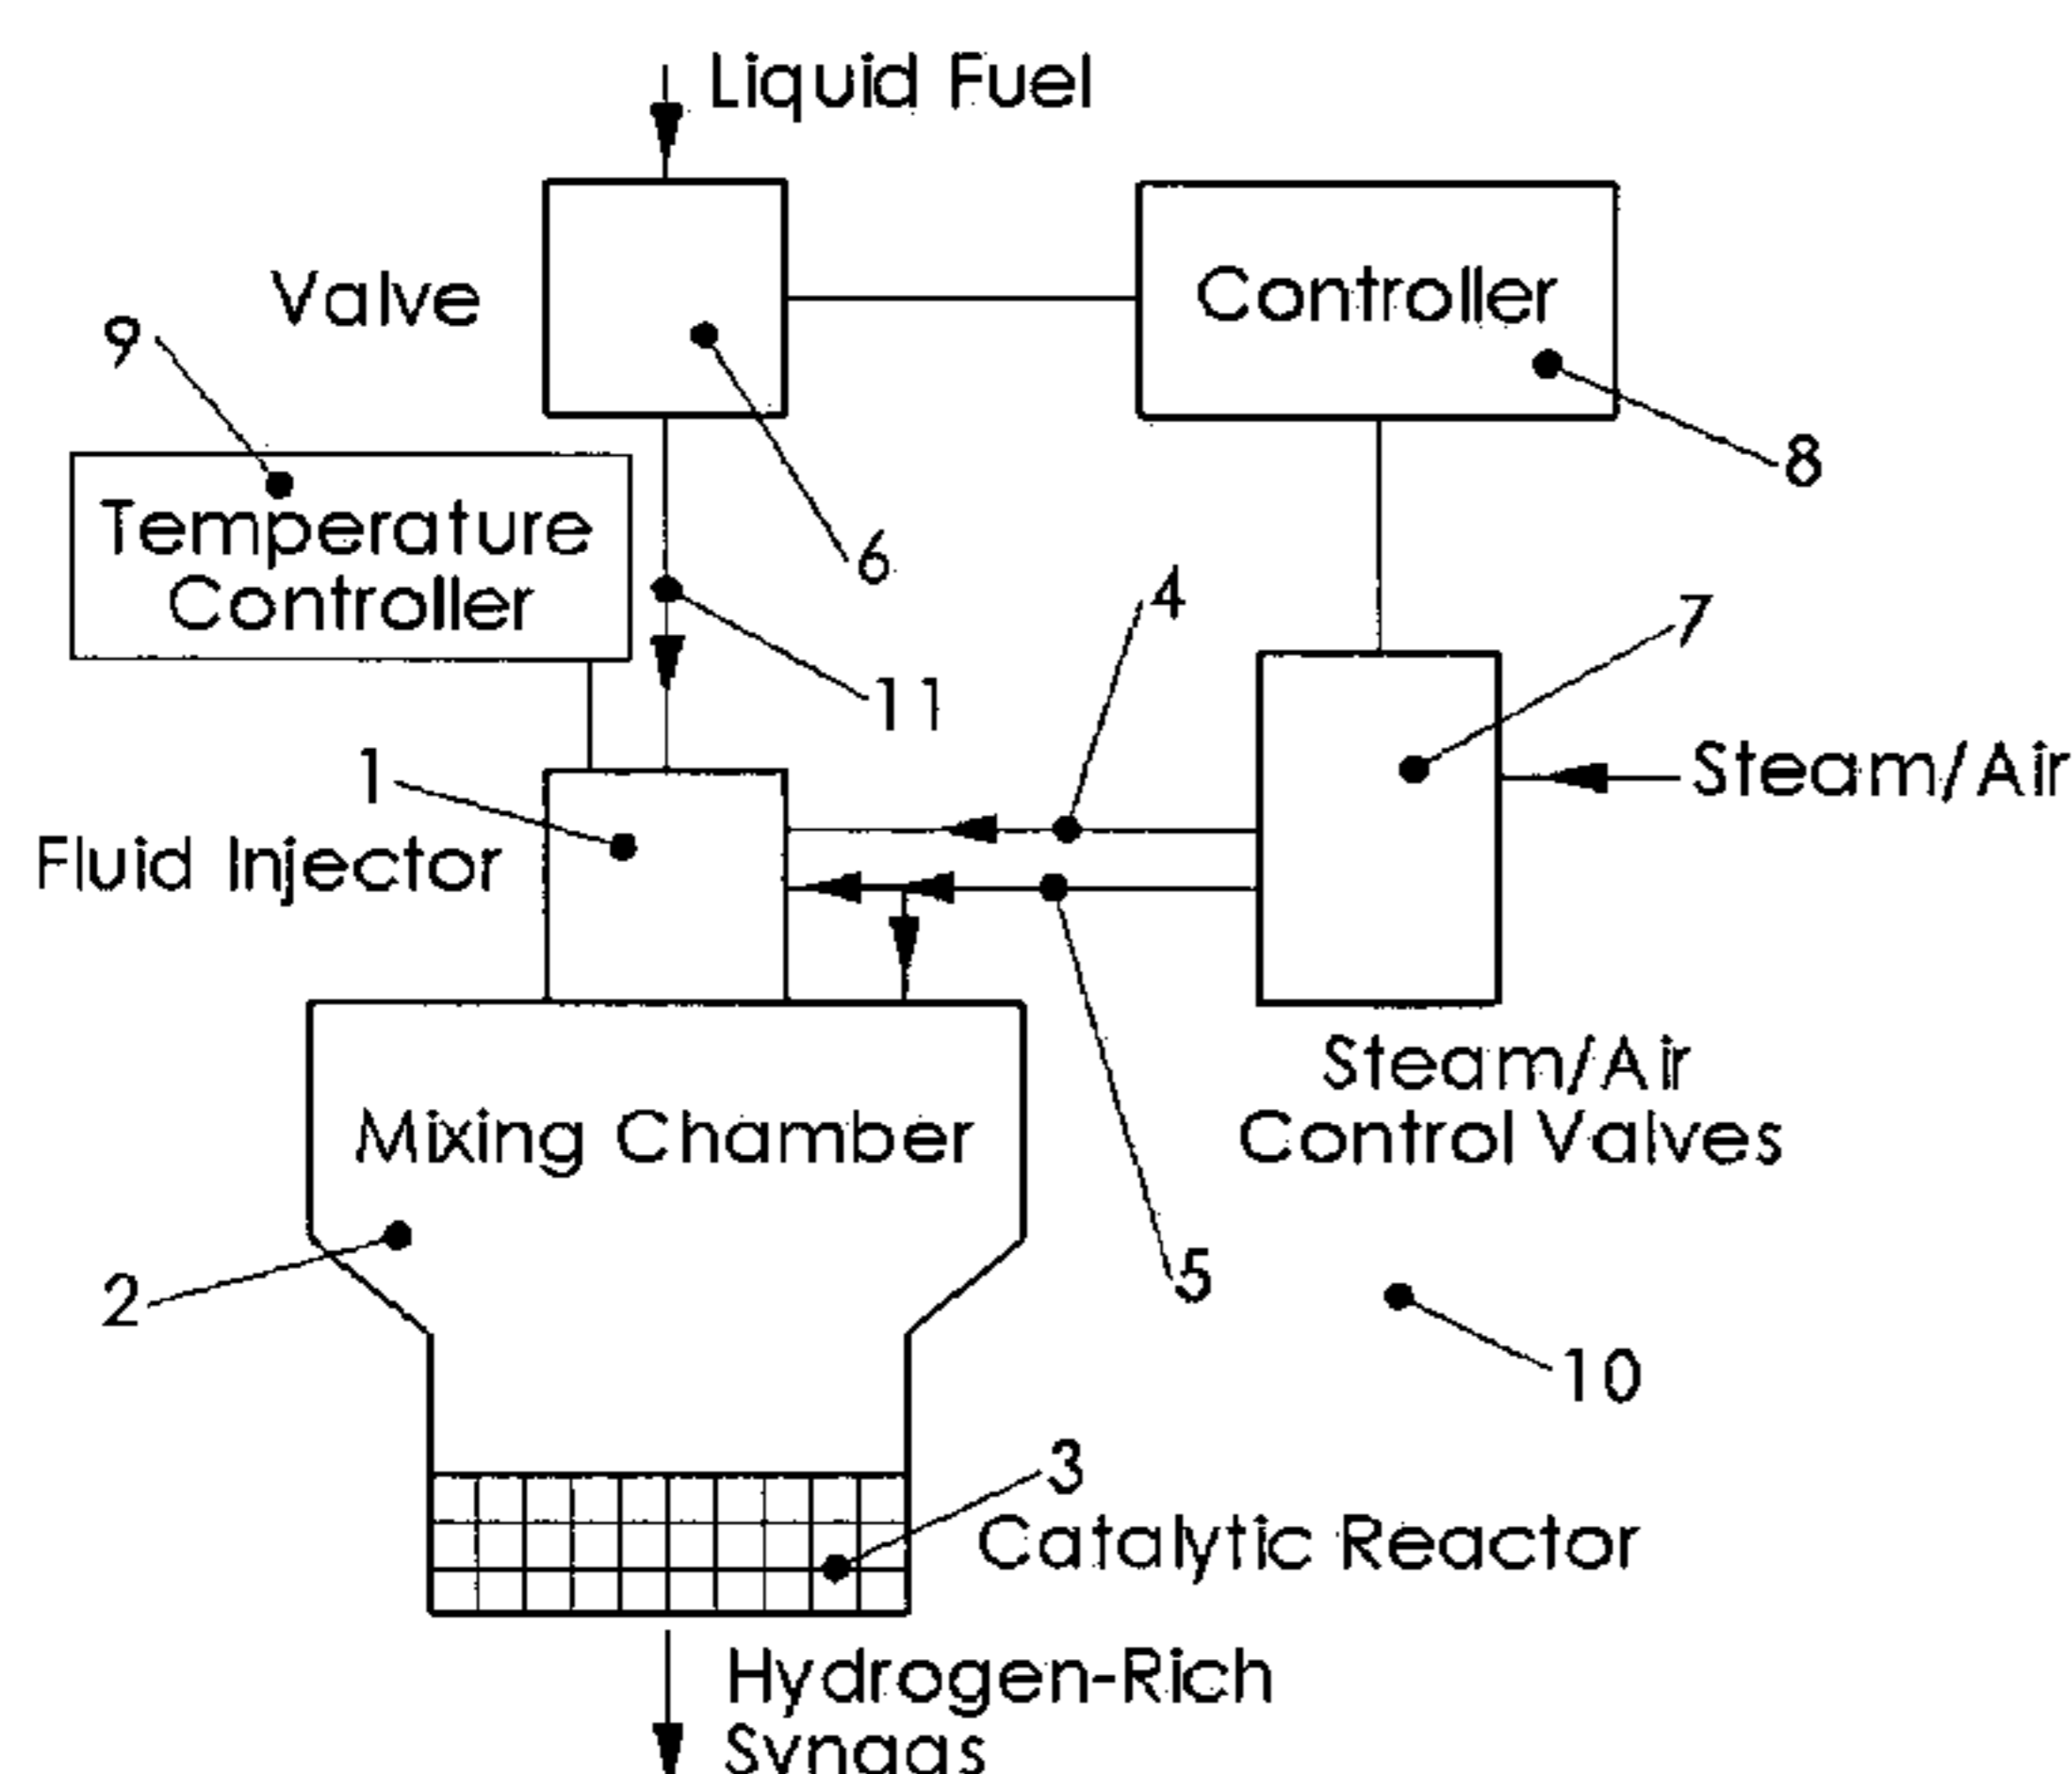 Liquid Fuel
Valve
Controller
9
8
Temperature
Controller
6
4
7
11
1
Steam/Air
Fluid Injector
Steam/Air
Control Valves
Mixing Chamber
2
5
10
3
Catalytic Reactor
Hydrogen-Rich
Syngas